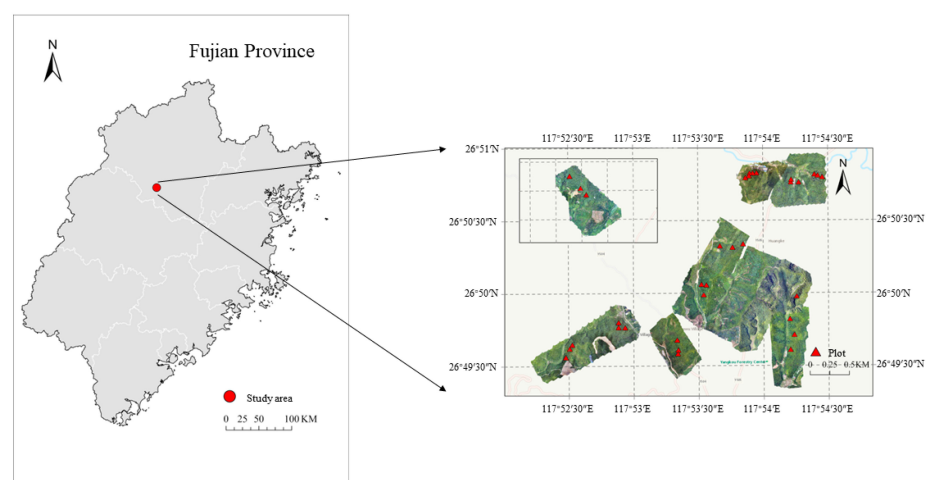 N
Fujian Province
Study area
0 25 50 100 KM
117°52'30"E 117°53'E 117°53'30"E 117°54'E 117°54'30"E
26°51'N
N
26°50'30"N 26°50'30"N
26°50'N 26°50'N
26°49'30"N 26°49'30"N
Plot
0 0.25 0.5KM
117°52'30"E 117°53'E 117°53'30"E 117°54'E 117°54'30"E